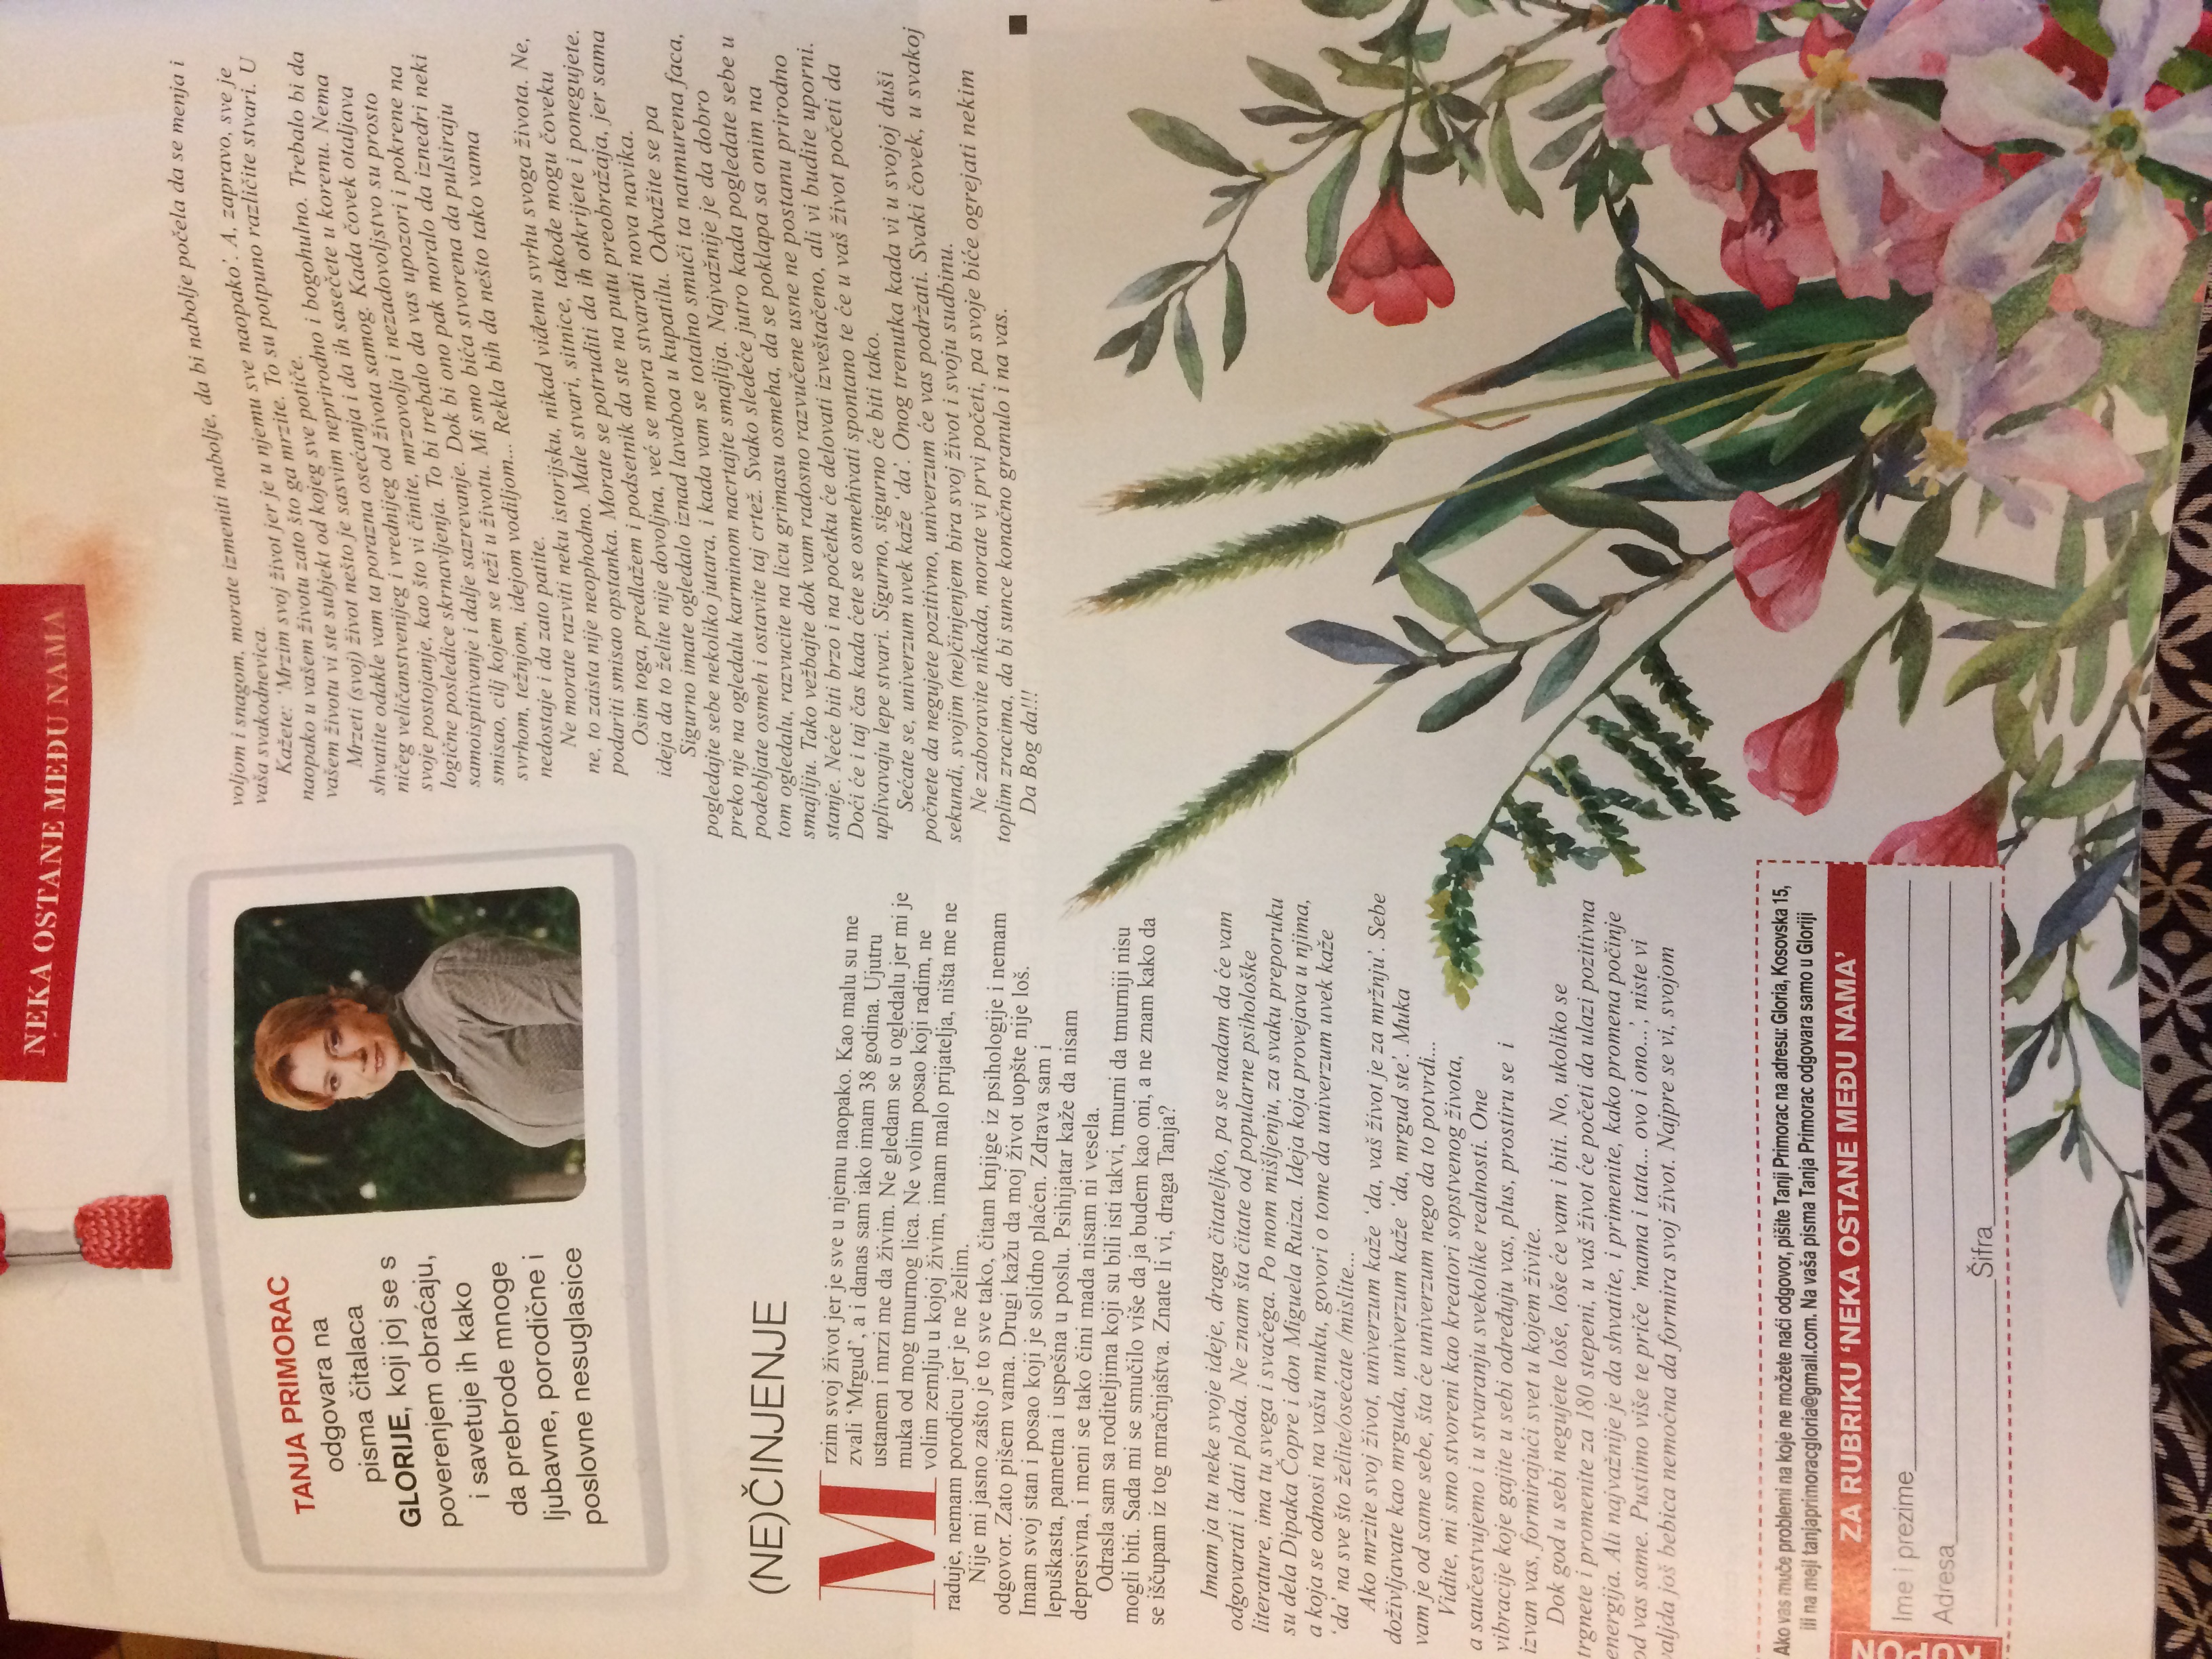 NEKA OSTANE MEĐU NAMA
TANJA PRIMORAC
odgovara na
pisma čitalaca
GLORIJE, koji joj se s
poverenjem obraćaju,
i savetuje ih kako
da prebrode mnoge
ljubavne, porodične i
poslovne nesuglasice
(NE)ČINJENJE
Mrzim svoj život jer je sve u njemu naopako. Kao malu su me
zvali ‘Mrgud’, a i danas sam iako imam 38 godina. Ujutru
ustanem i mrzi me da živim. Ne gledam se u ogledalu jer mi je
muka od mog tmurnog lica. Ne volim posao koji radim, ne
volim zemlju u kojoj živim, imam malo prijatelja, ništa me ne
raduje, nemam porodicu jer je ne želim.
Nije mi jasno zašto je to sve tako, čitam knjige iz psihologije i nemam
odgovor. Zato pišem vama. Drugi kažu da moj život uopšte nije loš.
Imam svoj stan i posao koji je solidno plaćen. Zdrava sam i
lepuškasta, pametna i uspešna u poslu. Psihijatar kaže da nisam
depresivna, i meni se tako čini mada nisam ni vesela.
Odrasla sam sa roditeljima koji su bili isti takvi, tmurni da tmurniji nisu
mogli biti. Sada mi se smučilo više da ja budem kao oni, a ne znam kako da
se iščupam iz tog mračnjaštva. Znate li vi, draga Tanja?
Imam ja tu neke svoje ideje, draga čitateljko, pa se nadam da će vam
odgovarati i dati ploda. Ne znam šta čitate od popularne psihološke
literature, ima tu svega i svačega. Po mom mišljenju, za svaku preporuku
su dela Dipaka Čopre i don Miguela Ruiza. Ideja koja provejava u njima,
a koja se odnosi na vašu muku, govori o tome da univerzum uvek kaže
‘da’ na sve što želite/osećate /mislite...
Ako mrzite svoj život, univerzum kaže ‘da, vaš život je za mržnju’. Sebe
doživljavate kao mrguda, univerzum kaže ‘da, mrgud ste’. Muka
vam je od same sebe, šta će univerzum nego da to potvrdi...
Vidite, mi smo stvoreni kao kreatori sopstvenog života,
a saučestvujemo i u stvaranju svekolike realnosti. One
vibracije koje gajite u sebi određuju vas, plus, prostiru se i
izvan vas, formirajući svet u kojem živite.
Dok god u sebi negujete loše, loše će vam i biti. No, ukoliko se
trgnete i promenite za 180 stepeni, u vaš život će početi da ulazi pozitivna
energija. Ali najvažnije je da shvatite, i primenite, kako promena počinje
od vas same. Pustimo više te priče ‘mama i tata... ovo i ono...’, niste vi
valjda još bebica nemoćna da formira svoj život. Najpre se vi, svojom
voljom i snagom, morate izmeniti nabolje, da bi nabolje počela da se menja i
vaša svakodnevica.
Kažete: ‘Mrzim svoj život jer je u njemu sve naopako’. A, zapravo, sve je
naopako u vašem životu zato što ga mrzite. To su potpuno različite stvari. U
vašem životu vi ste subjekt od kojeg sve potiče.
Mrzeti (svoj) život nešto je sasvim neprirodno i bogohulno. Trebalo bi da
shvatite odakle vam ta porazna osećanja i da ih sasečete u korenu. Nema
ničeg veličanstvenijeg i vrednijeg od života samog. Kada čovek otaljava
svoje postojanje, kao što vi činite, mrzovolja i nezadovoljstvo su prosto
logične posledice skrnavljenja. To bi trebalo da vas upozori i pokrene na
samoispitivanje i dalje sazrevanje. Dok bi ono pak moralo da iznedri neki
smisao, cilj kojem se teži u životu. Mi smo bića stvorena da pulsiraju
svrhom, težnjom, idejom vodiljom... Rekla bih da nešto tako vama
nedostaje i da zato patite.
Ne morate razviti neku istorijsku, nikad viđenu svrhu svoga života. Ne,
ne, to zaista nije neophodno. Male stvari, sitnice, takođe mogu čoveku
podariti smisao opstanka. Morate se potruditi da ih otkrijete i ponegujete.
Osim toga, predlažem i podsetnik da ste na putu preobražaja, jer sama
ideja da to želite nije dovoljna, već se mora stvarati nova navika.
Sigurno imate ogledalo iznad lavaboa u kupatilu. Odvažite se pa
pogledajte sebe nekoliko jutara, i kada vam se totalno smuči ta natmurena faca,
preko nje na ogledalu karminom nacrtajte smajlija. Najvažnije je da dobro
podebljate osmeh i ostavite taj crtež. Svako sledeće jutro kada pogledate sebe u
tom ogledalu, razvucite na licu grimasu osmeha, da se poklapa sa onim na
smajliju. Tako vežbajte dok vam radosno razvučene usne ne postanu prirodno
stanje. Neće biti brzo i na početku će delovati izveštačeno, ali vi budite uporni.
Doći će i taj čas kada ćete se osmehivati spontano te će u vaš život početi da
uplivavaju lepe stvari. Sigurno, sigurno će biti tako.
Sećate se, univerzum uvek kaže ‘da’. Onog trenutka kada vi u svojoj duši
počnete da negujete pozitivno, univerzum će vas podržati. Svaki čovek, u svakoj
sekundi, svojim (ne)činjenjem bira svoj život i svoju sudbinu.
Ne zaboravite nikada, morate vi prvi početi, pa svoje biće ogrejati nekim
toplim zracima, da bi sunce konačno granulo i na vas.
Da Bog da!!!
Ako vas muče problemi na koje ne možete naći odgovor, pišite Tanji Primorac na adresu: Gloria, Kosovska 15,
ili na mejl tanjaprimoracgloria@gmail.com. Na vaša pisma Tanja Primorac odgovara samo u Gloriji
KUPON
ZA RUBRIKU ‘NEKA OSTANE MEĐU NAMA’
Ime i prezime
Adresa
Šifra